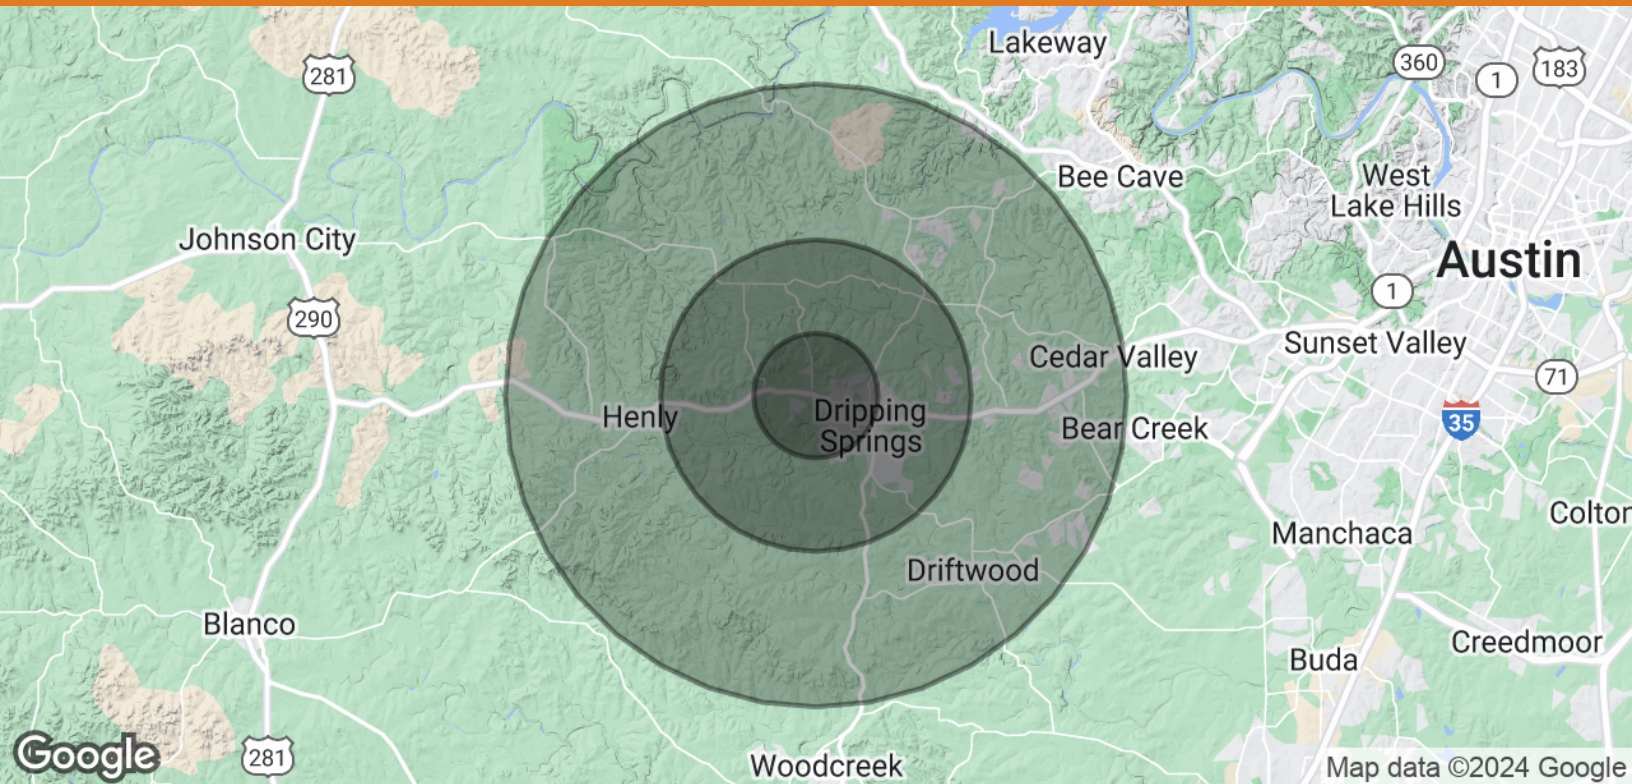 Lakeway
360
1
183
281
Bee Cave
West
Lake Hills
Johnson City
Austin
1
290
Sunset Valley
Cedar Valley
71
Henly
Dripping
Springs
Bear Creek
35
Colton
Manchaca
Driftwood
Blanco
Creedmoor
Buda
Google
281
Woodcreek
Map data ©2024 Google